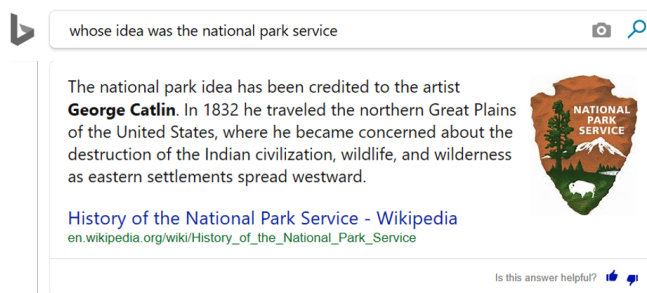 whose idea was the national park service
The national park idea has been credited to the artist
George Catlin. In 1832 he traveled the northern Great Plains
of the United States, where he became concerned about the
destruction of the Indian civilization, wildlife, and wilderness
as eastern settlements spread westward.
NATIONAL
PARK
SERVICE
History of the National Park Service - Wikipedia
en.wikipedia.org/wiki/History_of_the_National_Park_Service
Is this answer helpful?